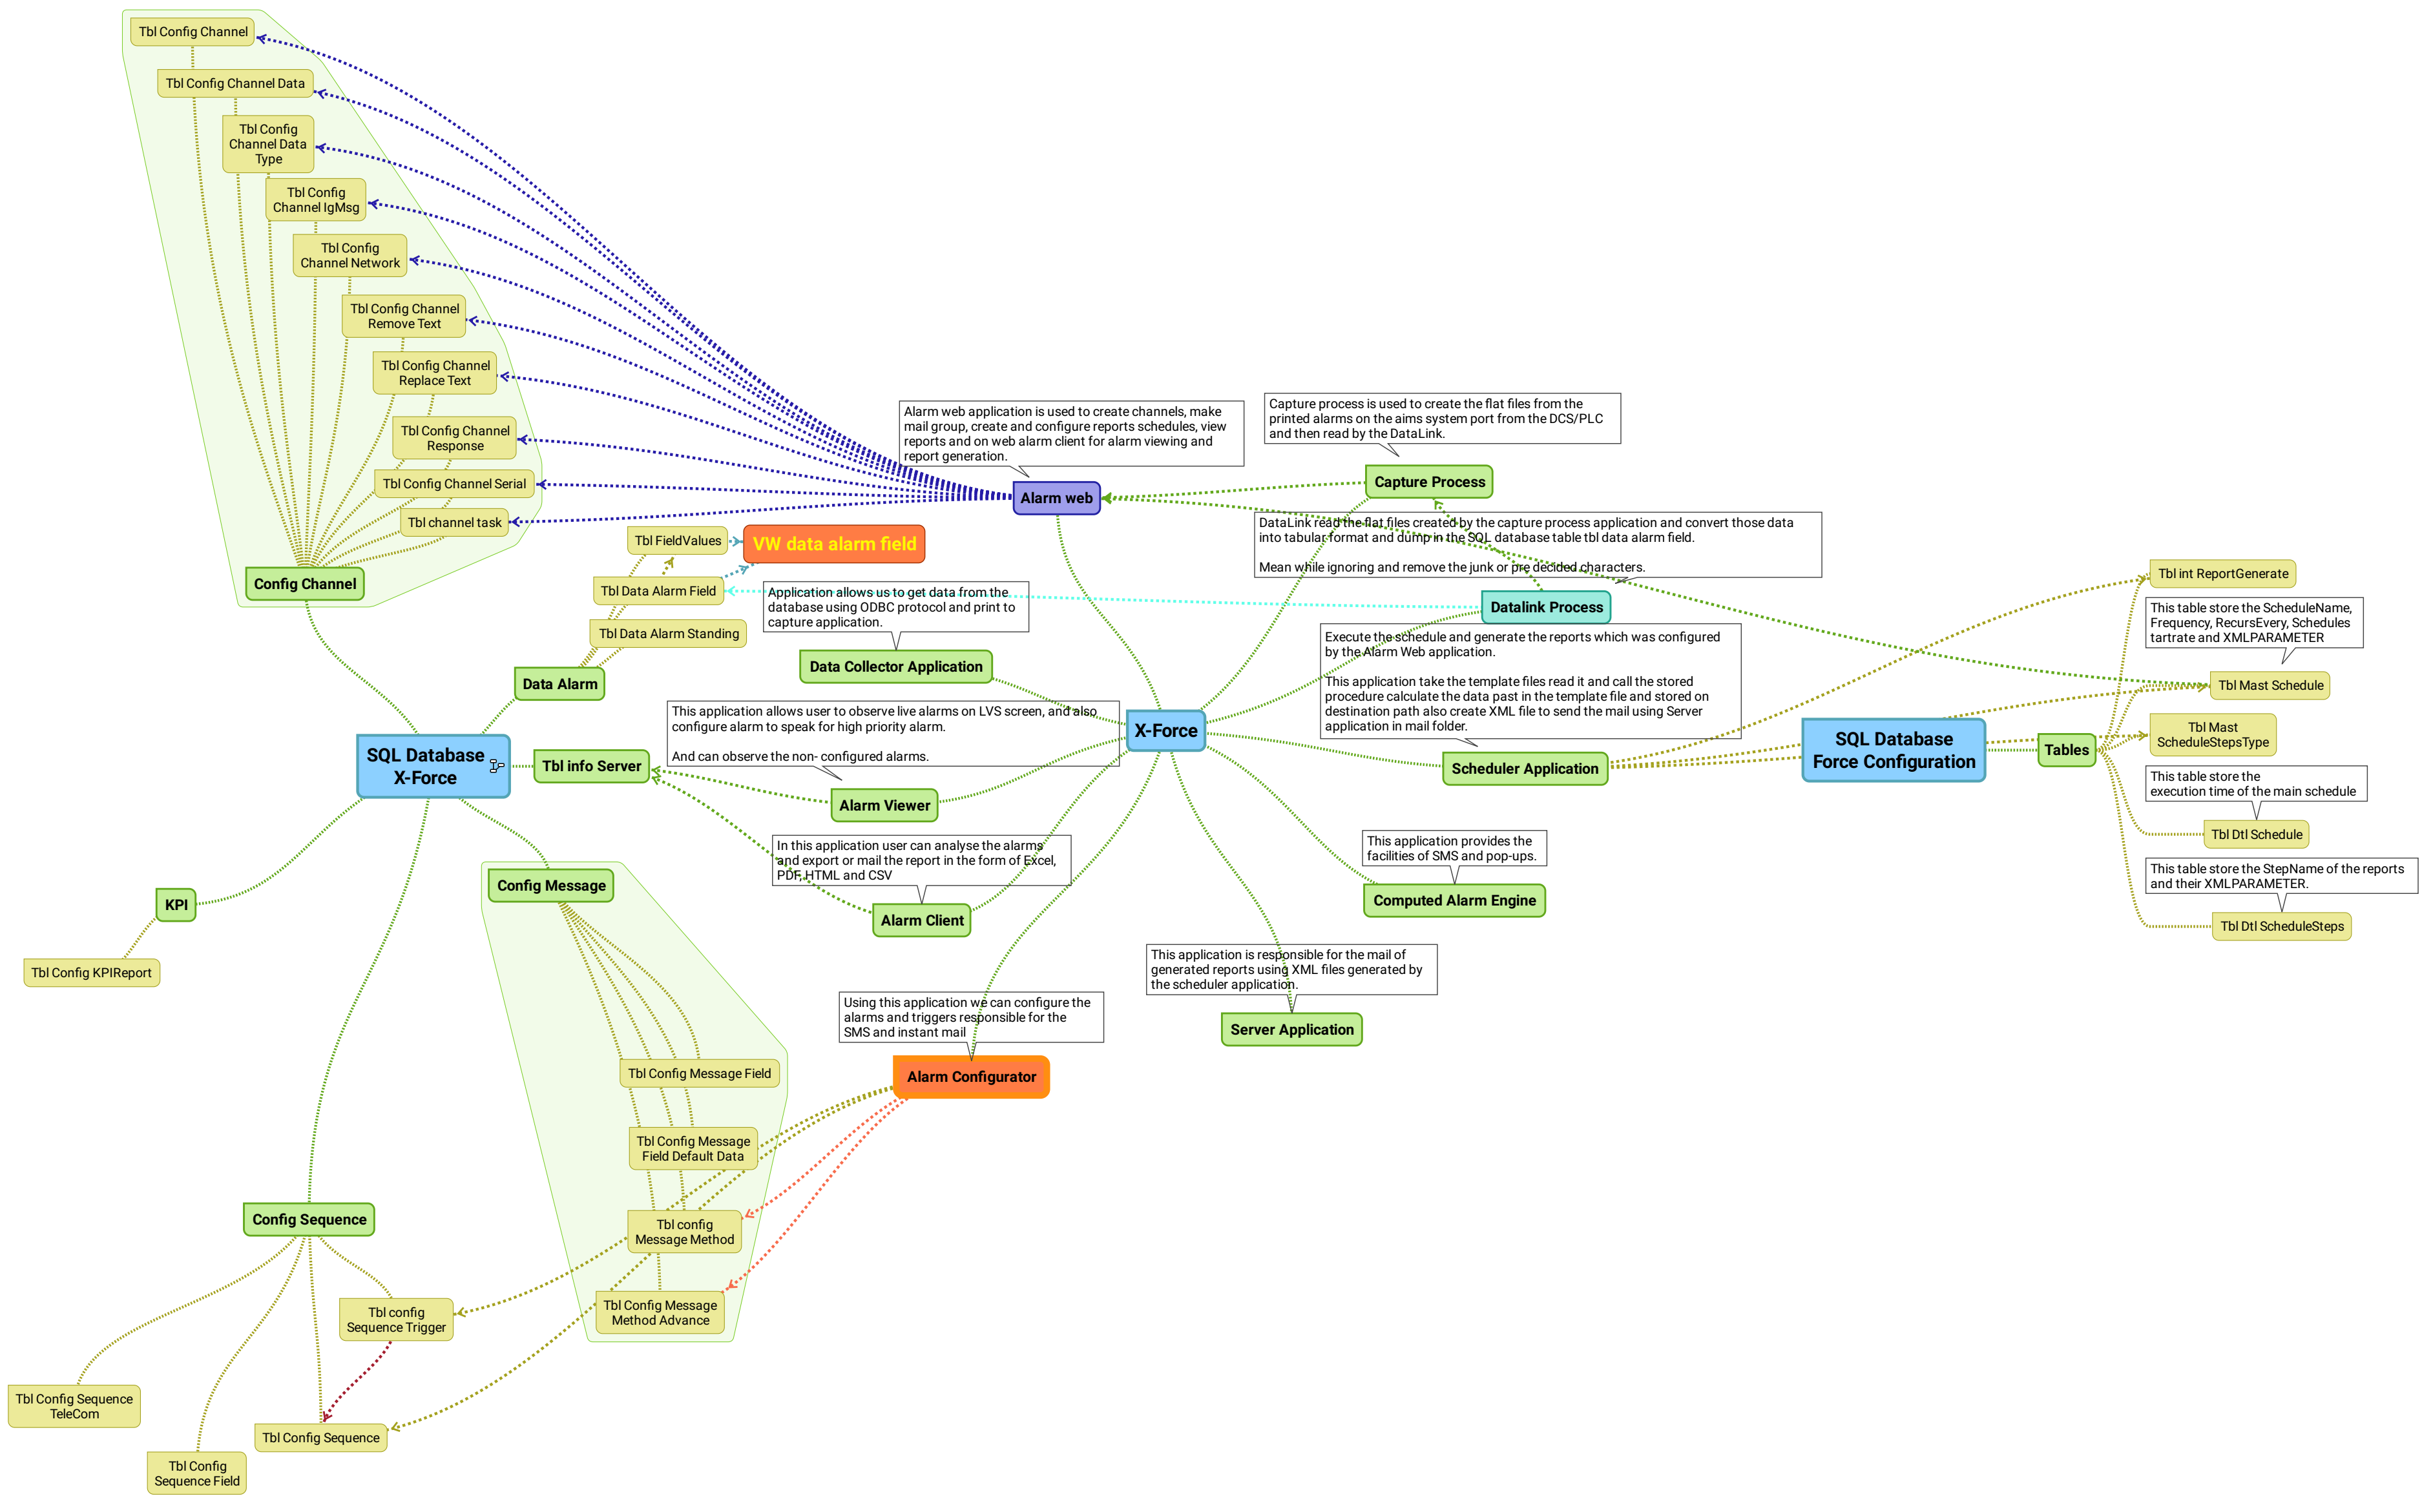 Tbl Config Channel
Tbl Config Channel Data
Tbl Config
Channel Data
Type
Tbl Config
Channel IgMsg
Tbl Config
Channel Network
Tbl Config Channel
Remove Text
Tbl Config Channel
Replace Text
Tbl Config Channel
Response
Tbl Config Channel Serial
Tbl channel task
Config Channel
Alarm web application is used to create channels, make
mail group, create and configure reports schedules, view
reports and on web alarm client for alarm viewing and
report generation.
Alarm web
Capture process is used to create the flat files from the
printed alarms on the aims system port from the DCS/PLC
and then read by the DataLink.
Capture Process
DataLink read the flat files created by the capture process application and convert those data
into tabular format and dump in the SQL database table tbl data alarm field.
Mean while ignoring and remove the junk or pre decided characters.
Datalink Process
Tbl FieldValues
VW data alarm field
Tbl Data Alarm Field
Tbl Data Alarm Standing
Data Alarm
Application allows us to get data from the
database using ODBC protocol and print to
capture application.
Data Collector Application
Execute the schedule and generate the reports which was configured
by the Alarm Web application.
This application take the template files read it and call the stored
procedure calculate the data past in the template file and stored on
destination path also create XML file to send the mail using Server
application in mail folder.
Scheduler Application
Tbl int ReportGenerate
This table store the ScheduleName,
Frequency, RecursEvery, Schedules
tartrate and XMLPARAMETER
Tbl Mast Schedule
Tbl Mast
ScheduleStepsType
This table store the
execution time of the main schedule
Tbl Dtl Schedule
This table store the StepName of the reports
and their XMLPARAMETER.
Tbl Dtl ScheduleSteps
SQL Database
Force Configuration
Tables
SQL Database
X-Force
Tbl info Server
This application allows user to observe live alarms on LVS screen, and also
configure alarm to speak for high priority alarm.
And can observe the non- configured alarms.
Alarm Viewer
X-Force
In this application user can analyse the alarms
and export or mail the report in the form of Excel,
PDF, HTML and CSV
Alarm Client
This application provides the
facilities of SMS and pop-ups.
Computed Alarm Engine
This application is responsible for the mail of
generated reports using XML files generated by
the scheduler application.
Server Application
Using this application we can configure the
alarms and triggers responsible for the
SMS and instant mail
Alarm Configurator
KPI
Tbl Config KPIReport
Config Message
Tbl Config Message Field
Tbl Config Message
Field Default Data
Tbl config
Message Method
Tbl Config Message
Method Advance
Config Sequence
Tbl config
Sequence Trigger
Tbl Config Sequence
TeleCom
Tbl Config Sequence
Tbl Config
Sequence Field